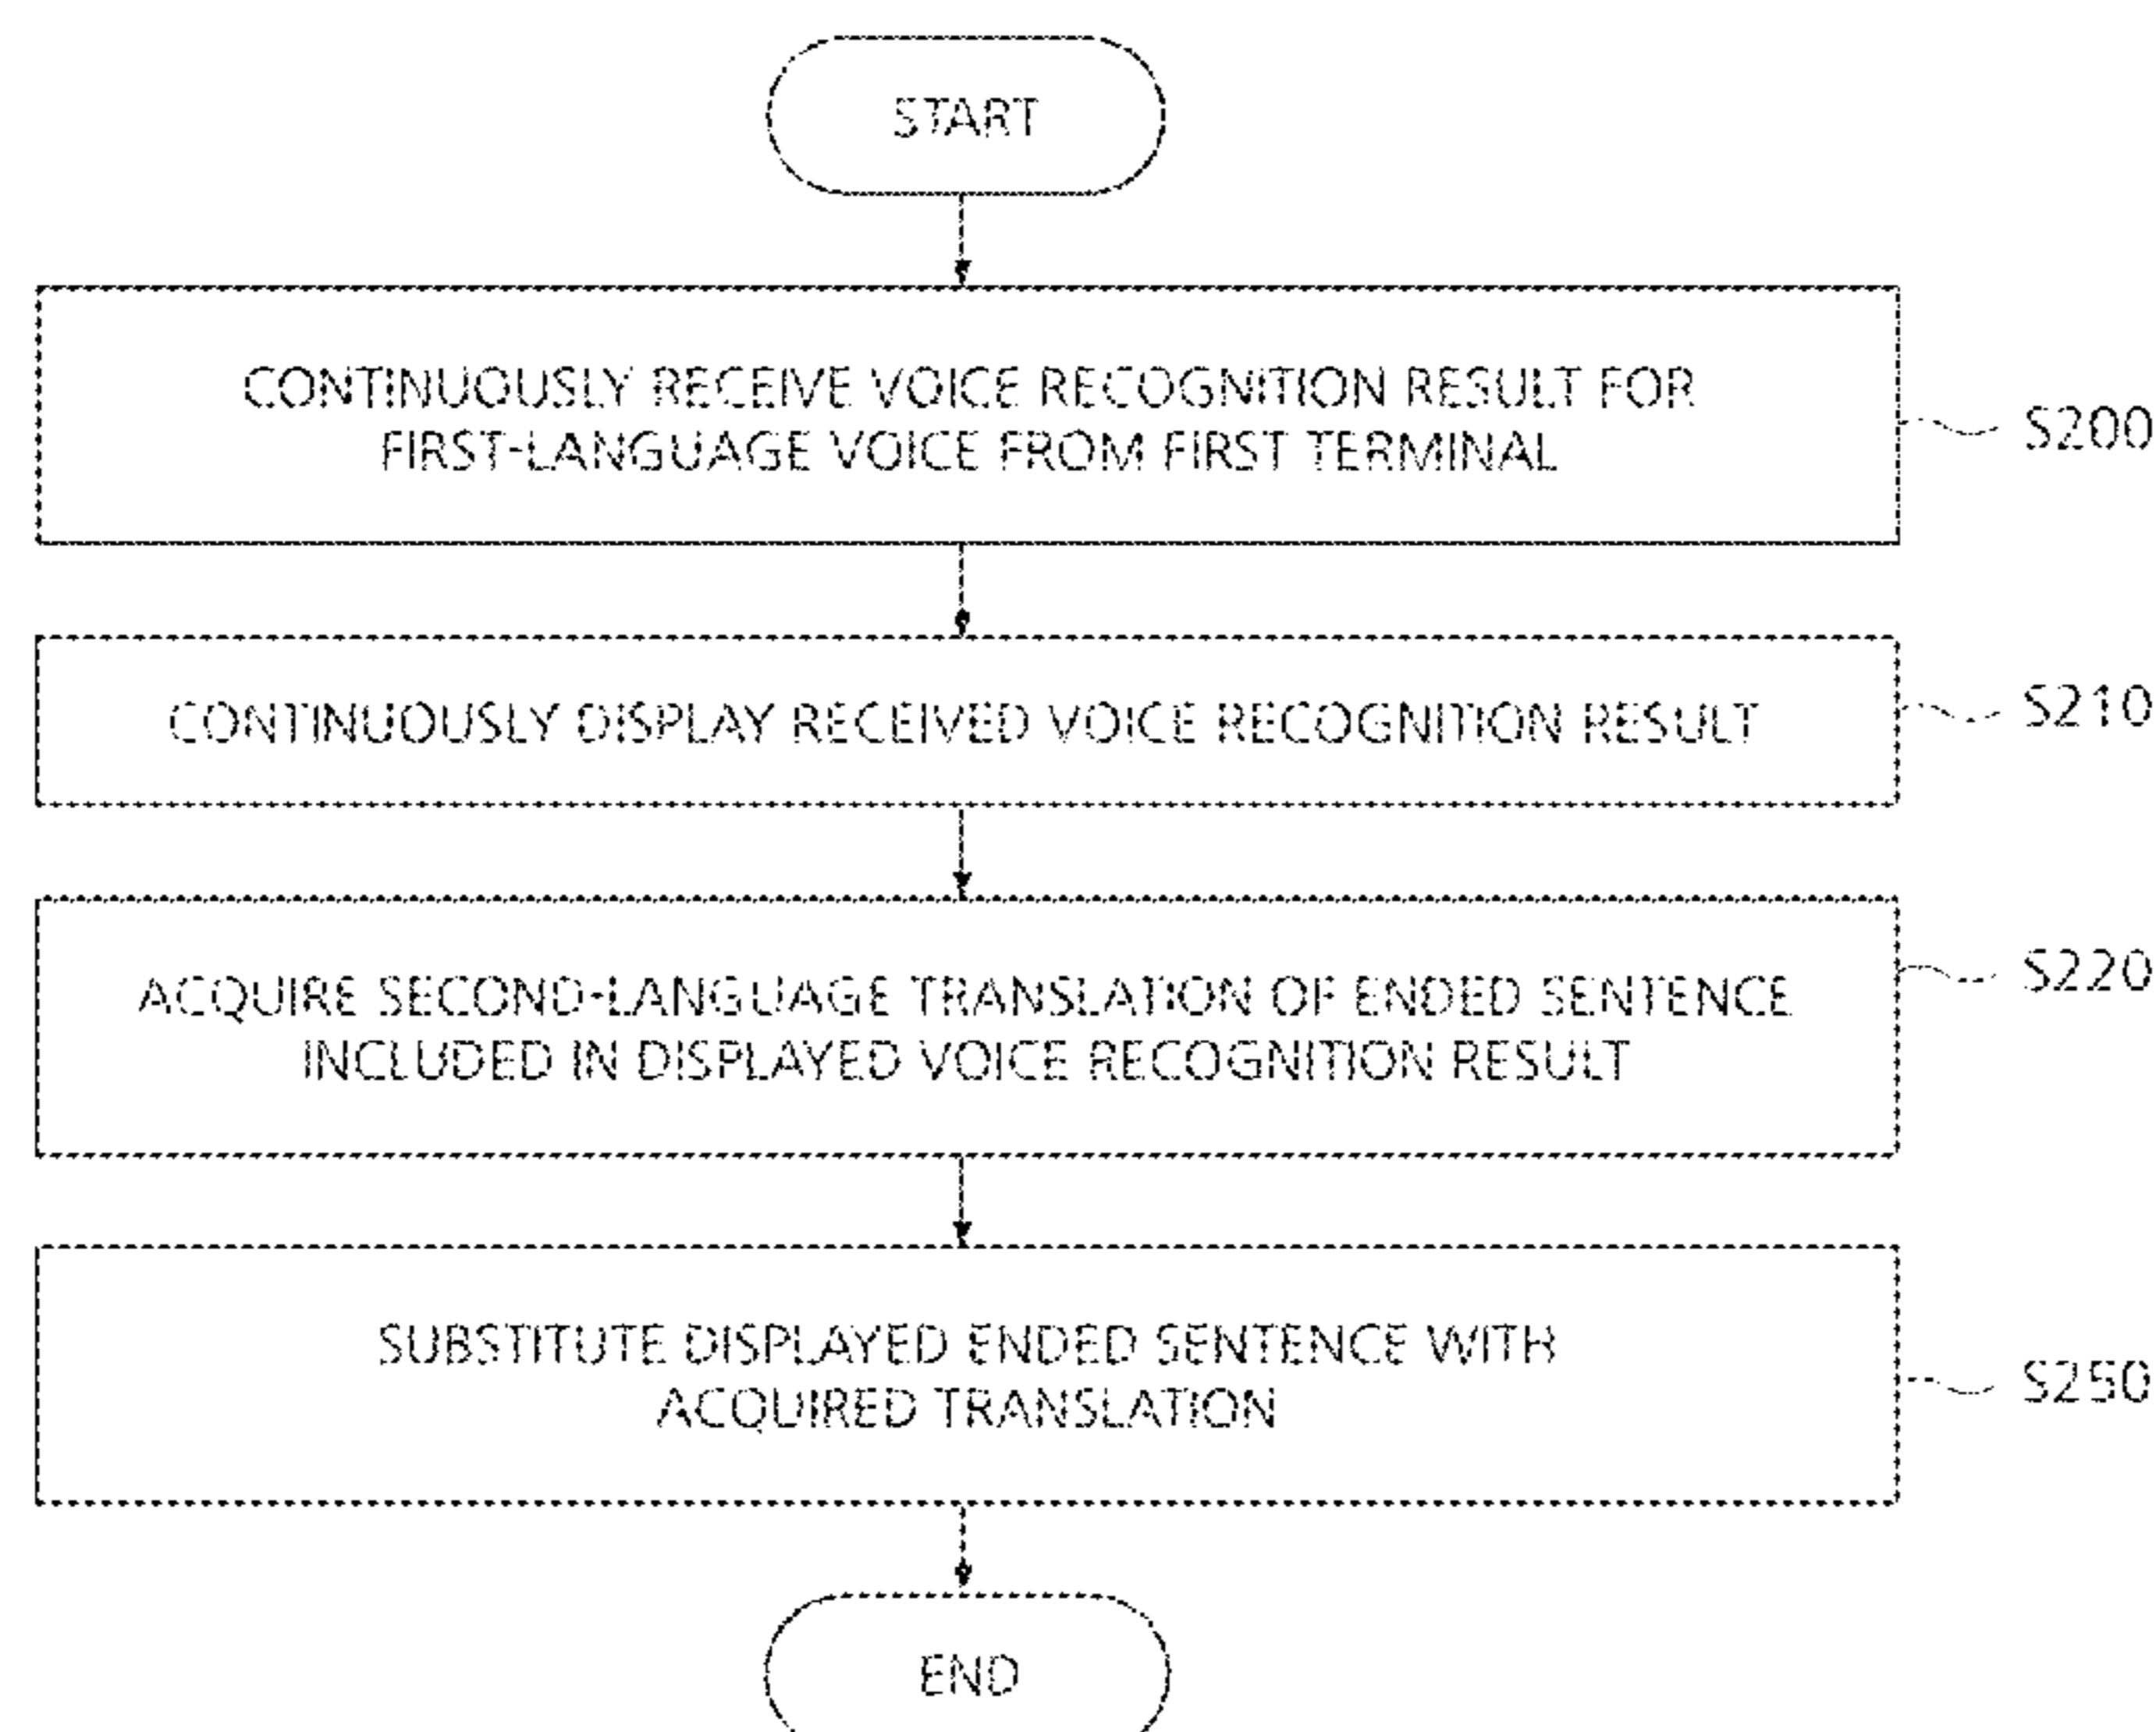 START
CONTINUOUSLY RECEIVE VOICE RECOGNITION RESULT FOR
FIRST-LANGUAGE VOICE FROM FIRST TERMINAL
S200
CONTINUOUSLY DISPLAY RECEIVED VOICE RECOGNITION RESULT
S210
ACQUIRE SECOND-LANGUAGE TRANSLATION OF ENDED SENTENCE
INCLUDED IN DISPLAYED VOICE RECOGNITION RESULT
S220
SUBSTITUTE DISPLAYED ENDED SENTENCE WITH
ACQUIRED TRANSLATION
S250
END